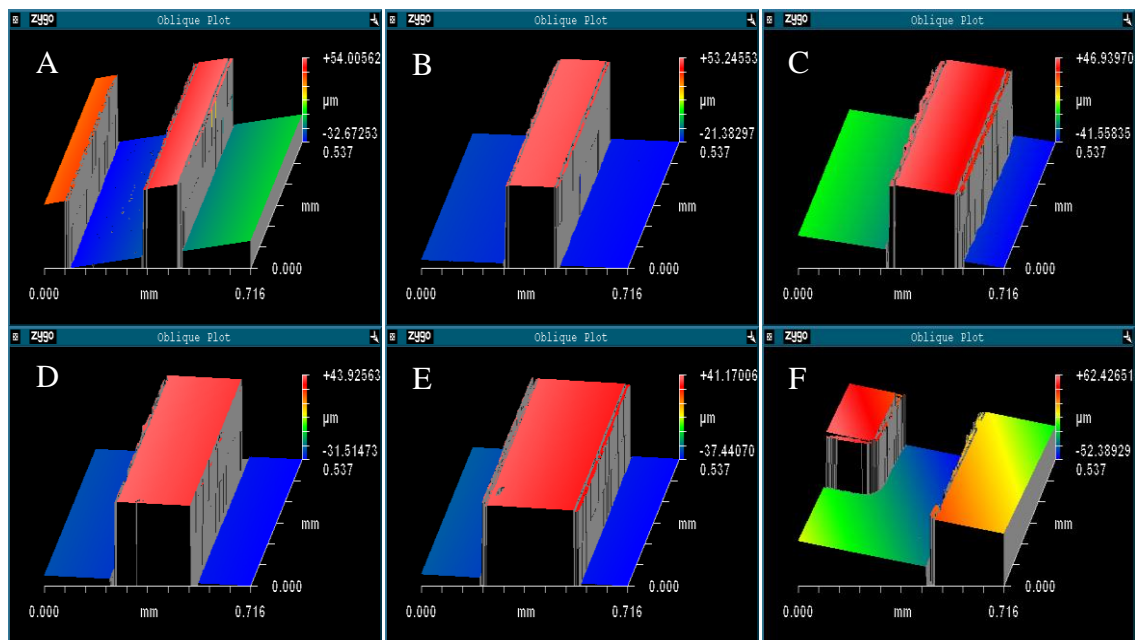 zygo Oblique Plot
A
+54.00562
µm
-32.67253
0.537
mm
0.000
0.000 mm 0.716
zygo Oblique Plot
B
+53.24553
µm
-21.38297
0.537
mm
0.000
0.000 mm 0.716
zygo Oblique Plot
C
+46.93970
µm
-41.55835
0.537
mm
0.000
0.000 mm 0.716
zygo Oblique Plot
D
+43.92563
µm
-31.51473
0.537
mm
0.000
0.000 mm 0.716
zygo Oblique Plot
E
+41.17006
µm
-37.44070
0.537
mm
0.000
0.000 mm 0.716
zygo Oblique Plot
F
+62.42651
µm
-52.38929
0.537
mm
0.000
0.000 mm 0.716